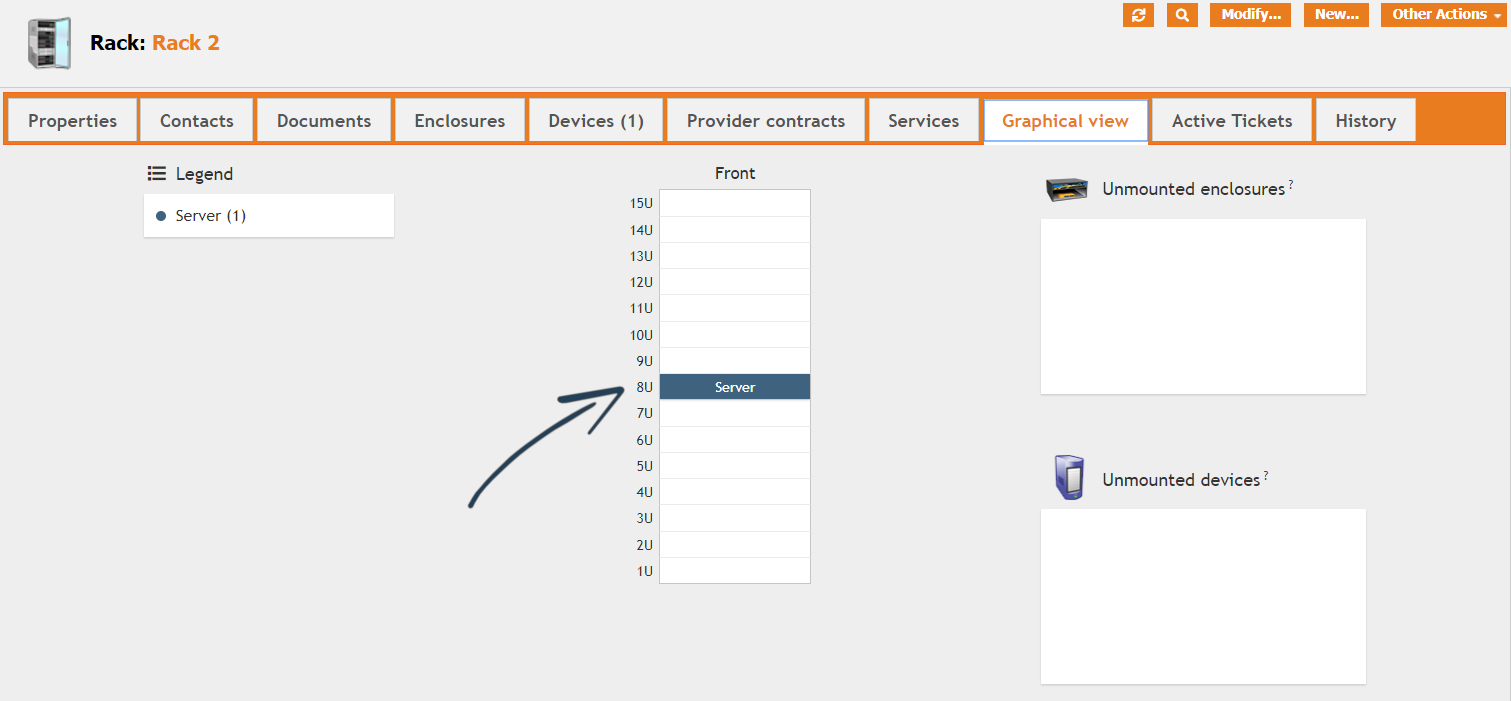 Modify... New... Other Actions
Rack: Rack 2
Properties Contacts Documents Enclosures Devices (1) Provider contracts Services Graphical view Active Tickets History
Legend
Server (1)
Front
15U
14U
13U
12U
11U
10U
9U
8U Server
7U
6U
5U
4U
3U
2U
1U
Unmounted enclosures ?
Unmounted devices ?